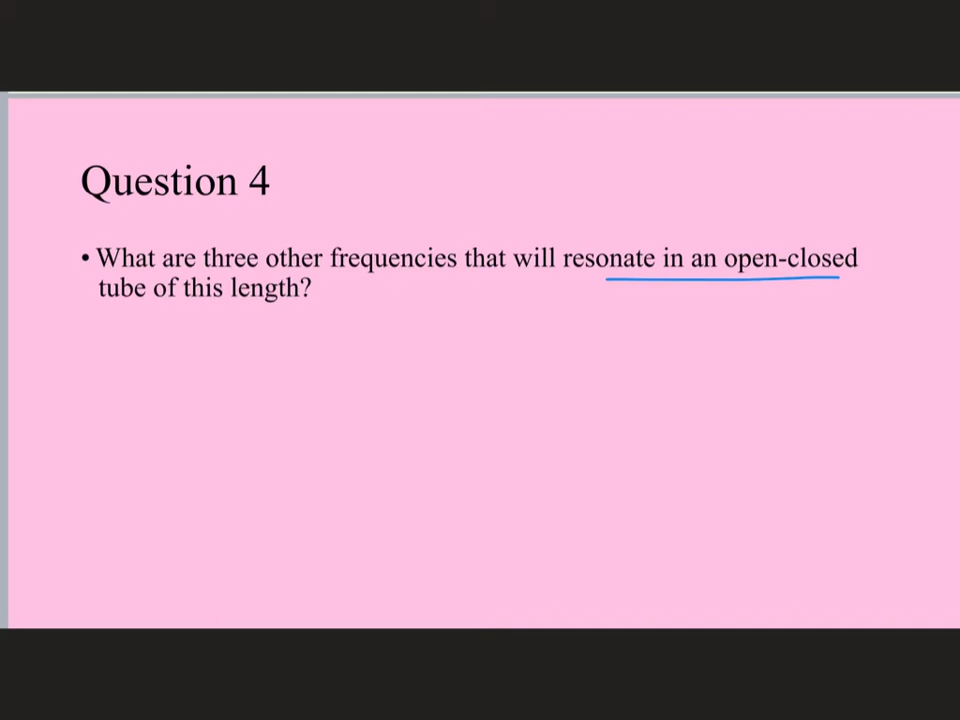 Question 4
• What are three other frequencies that will resonate in an open-closed
tube of this length?